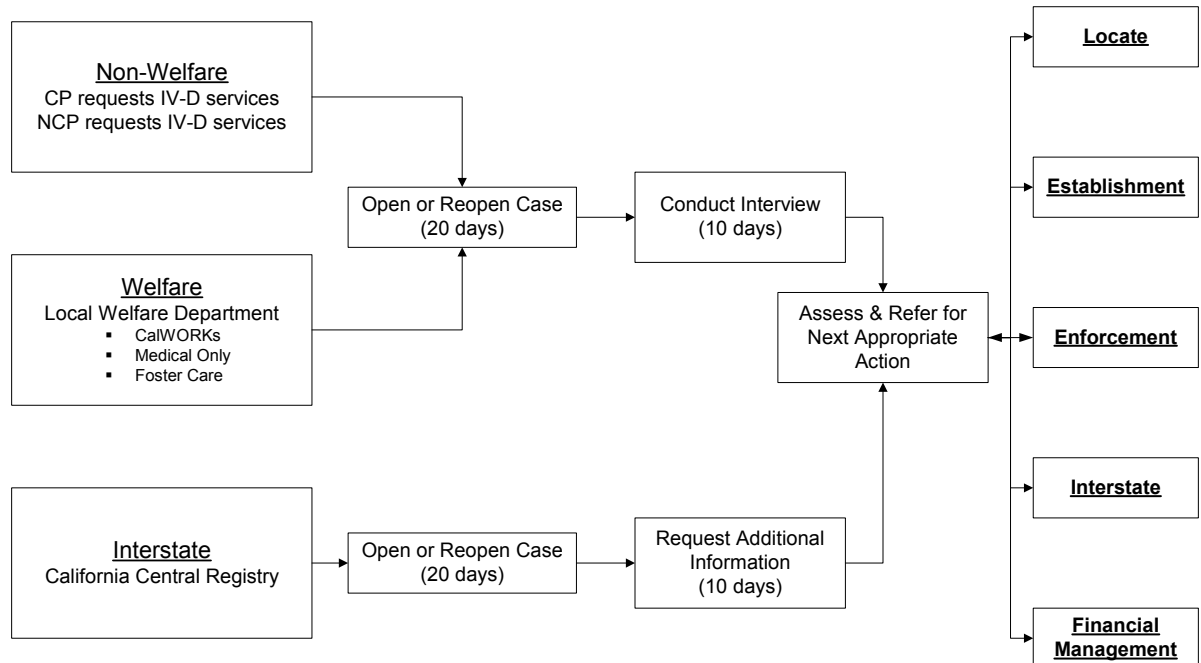 Non-Welfare
CP requests IV-D services
NCP requests IV-D services
Welfare
Local Welfare Department
▪ CalWORKs
▪ Medical Only
▪ Foster Care
Interstate
California Central Registry
Open or Reopen Case
(20 days)
Conduct Interview
(10 days)
Open or Reopen Case
(20 days)
Request Additional
Information
(10 days)
Assess & Refer for
Next Appropriate
Action
Locate
Establishment
Enforcement
Interstate
Financial
Management